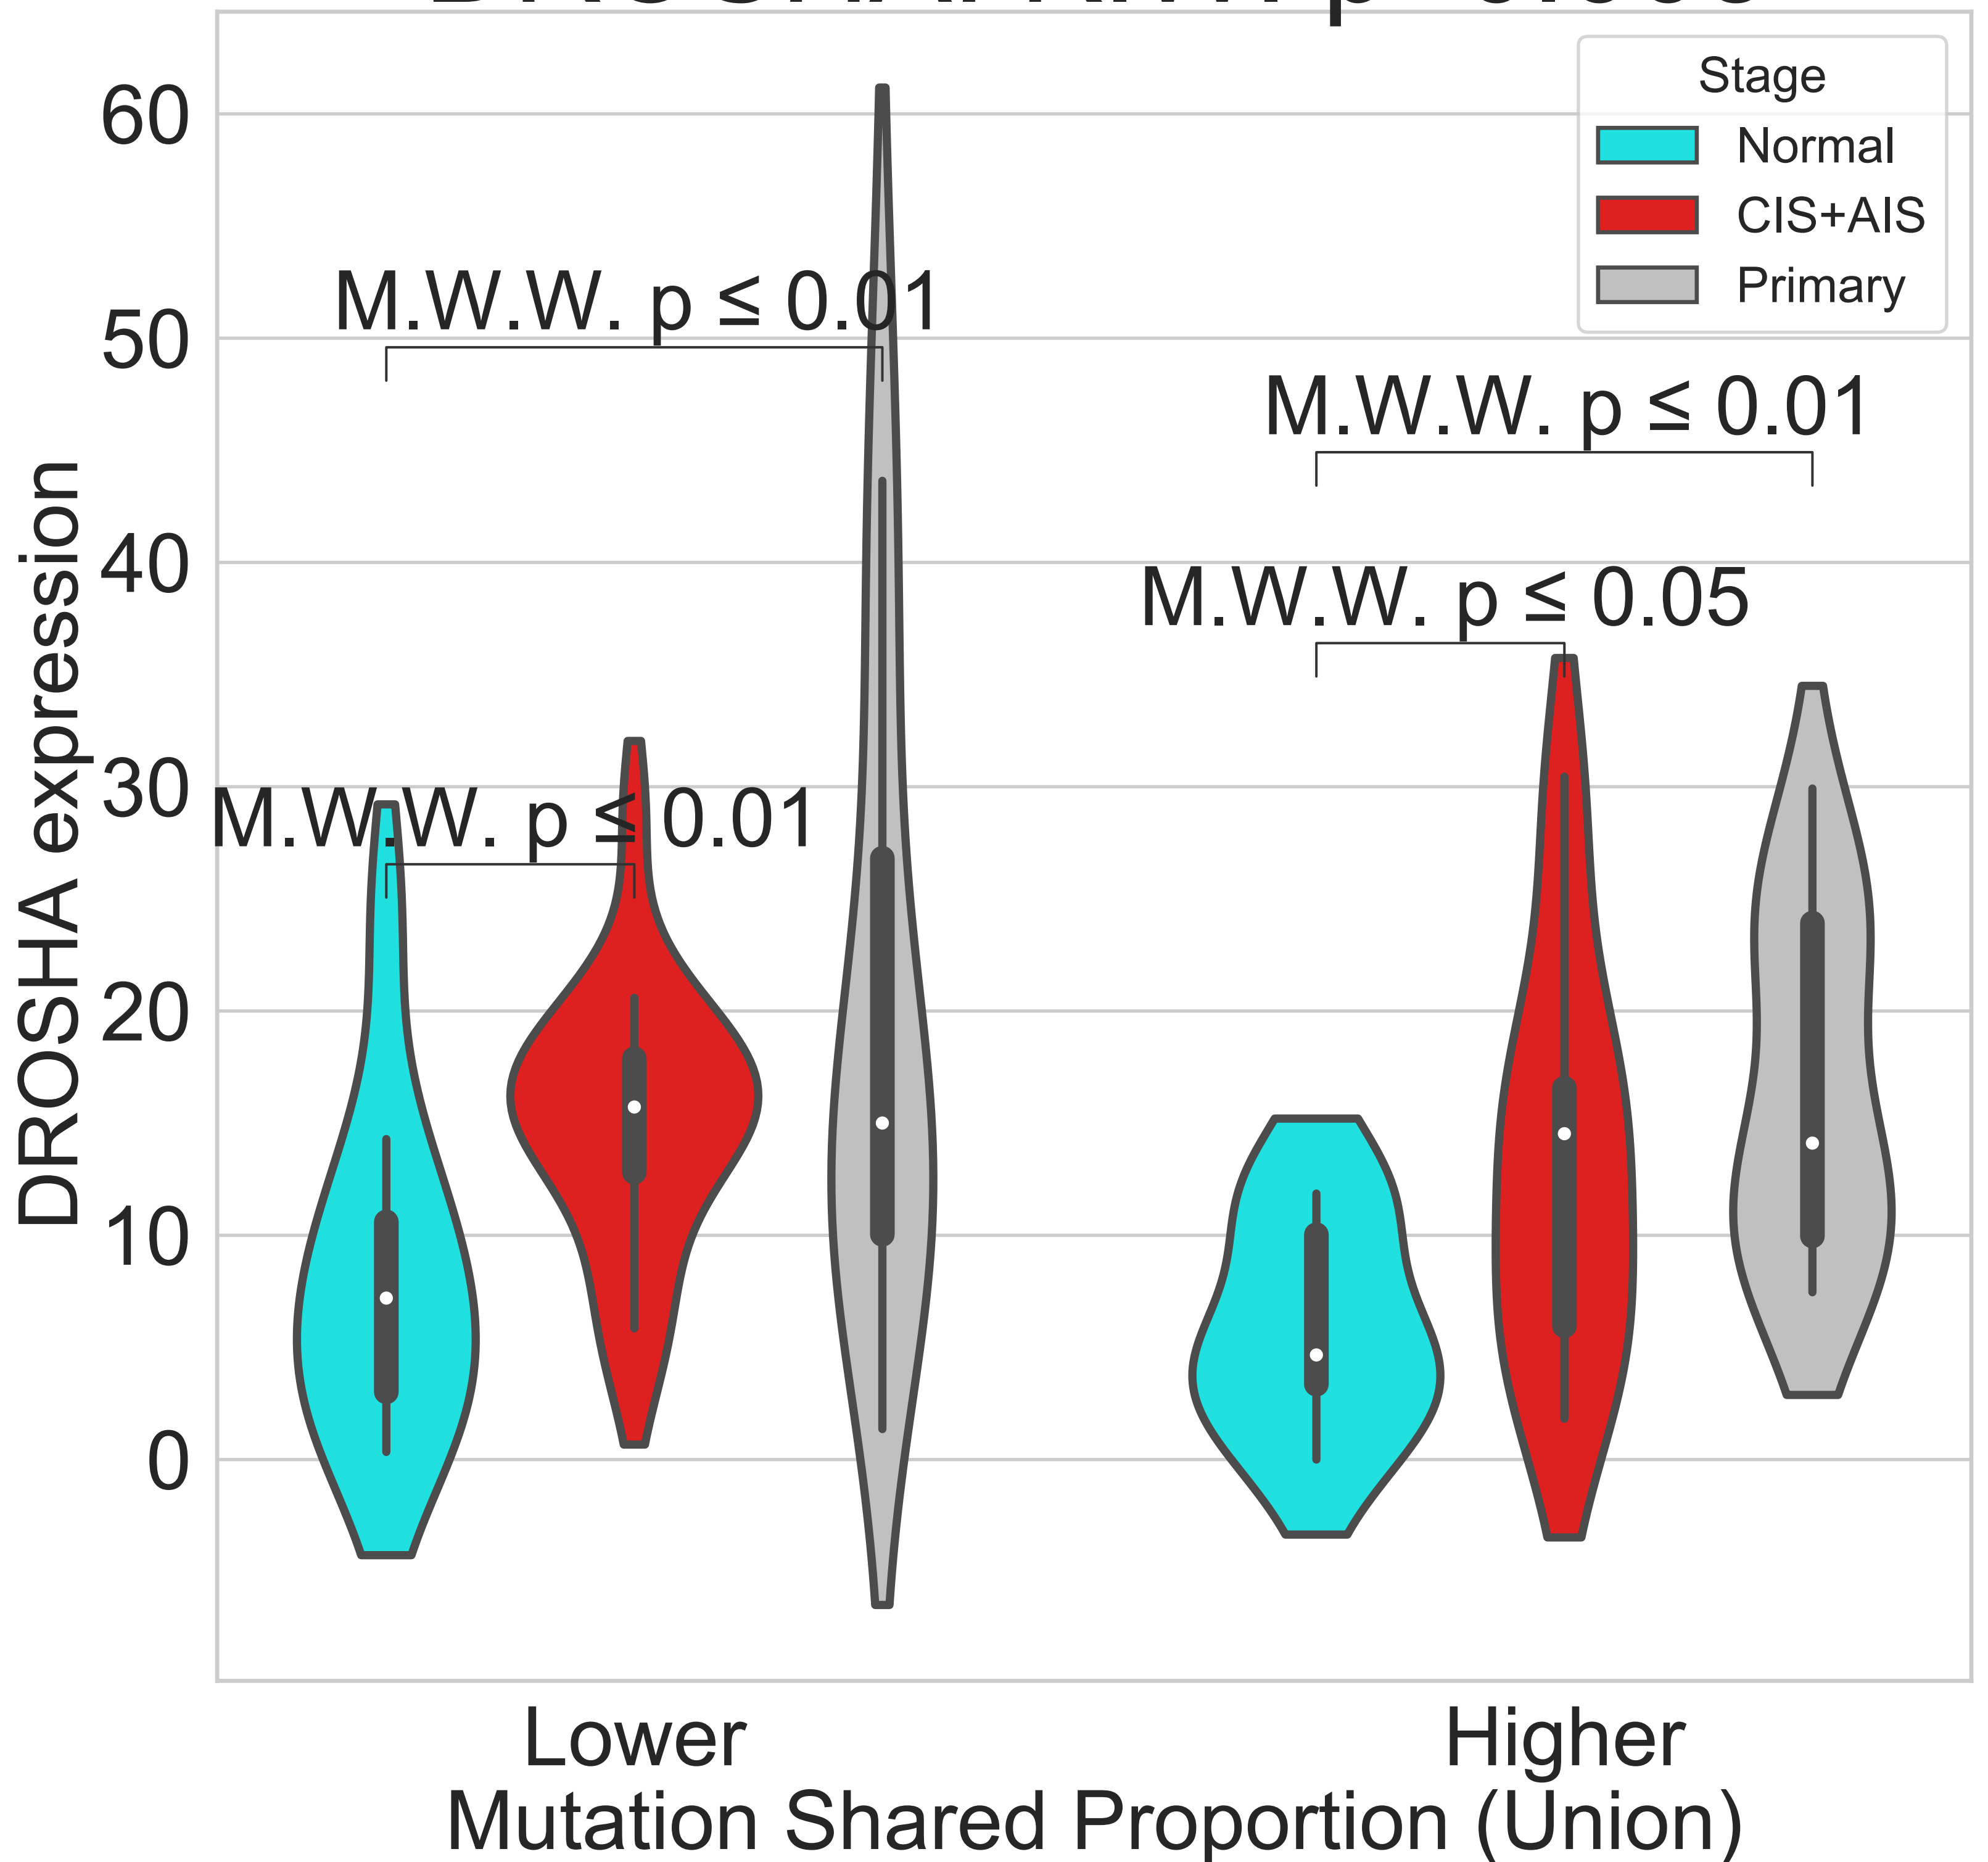 Stage
Normal
CIS+AIS
Primary
60
50
40
30
20
10
0
DROSHA expression
M.W.W. p ≤ 0.01
M.W.W. p ≤ 0.01
M.W.W. p ≤ 0.05
M.W.W. p ≤ 0.01
Lower
Higher
Mutation Shared Proportion (Union)